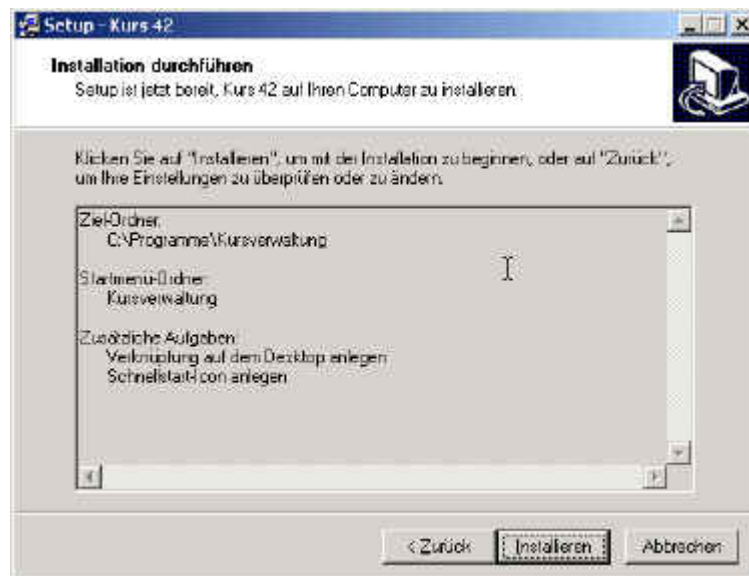 Setup - Kurs 42
Installation durchführen
Setup ist jetzt bereit, Kurs 42 auf Ihren Computer zu installieren.
Klicken Sie auf "Installieren", um mit der Installation zu beginnen, oder auf "Zurück",
um Ihre Einstellungen zu überprüfen oder zu ändern.
Ziel-Ordner:
C:\Programme\Kursverwaltung
Startmenü-Ordner:
Kursverwaltung
Zusätzliche Aufgaben:
Verknüpfung auf dem Desktop anlegen
Schnellstart-Icon anlegen
< Zurück
Installieren
Abbrechen